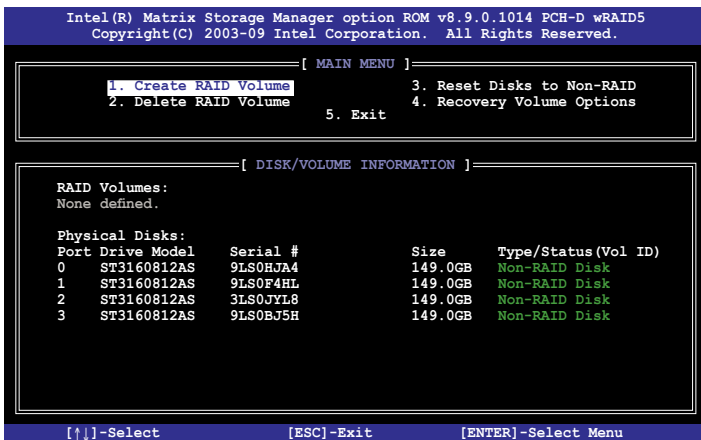 Intel(R) Matrix Storage Manager option ROM v8.9.0.1014 PCH-D wRAID5
Copyright(C) 2003-09 Intel Corporation. All Rights Reserved.
[ MAIN MENU ]
1. Create RAID Volume 3. Reset Disks to Non-RAID
2. Delete RAID Volume 4. Recovery Volume Options
5. Exit
[ DISK/VOLUME INFORMATION ]
RAID Volumes:
None defined.
Physical Disks:
Port Drive Model Serial # Size Type/Status(Vol ID)
0 ST3160812AS 9LS0HJA4 149.0GB Non-RAID Disk
1 ST3160812AS 9LS0F4HL 149.0GB Non-RAID Disk
2 ST3160812AS 3LS0JYL8 149.0GB Non-RAID Disk
3 ST3160812AS 9LS0BJ5H 149.0GB Non-RAID Disk
[↑↓]-Select [ESC]-Exit [ENTER]-Select Menu